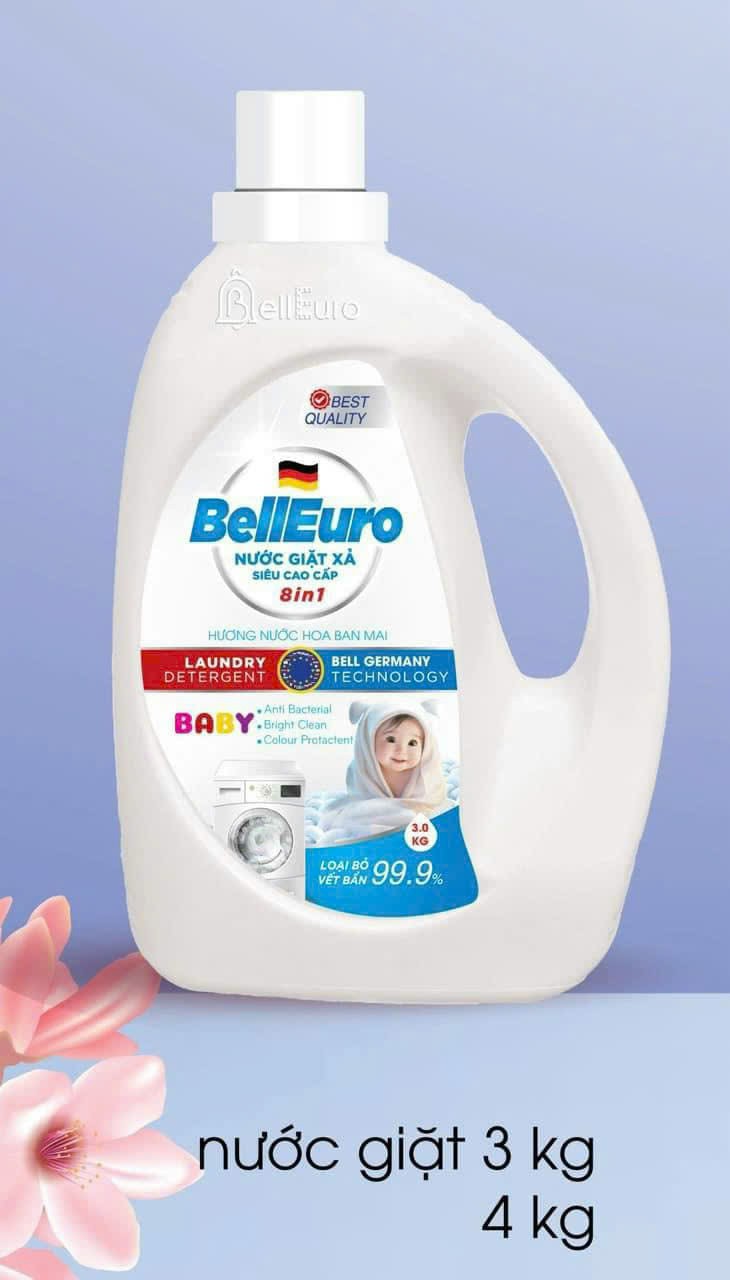 BellEuro
BEST
QUALITY
BellEuro
NƯỚC GIẶT XẢ
SIÊU CAO CẤP
8in1
HƯƠNG NƯỚC HOA BAN MAI
LAUNDRY
DETERGENT
BELL GERMANY
TECHNOLOGY
BABY
• Anti Bacterial
• Bright Clean
• Colour Protactent
3.0
KG
LOẠI BỎ
VẾT BẨN 99.9%
nước giặt 3 kg
4 kg